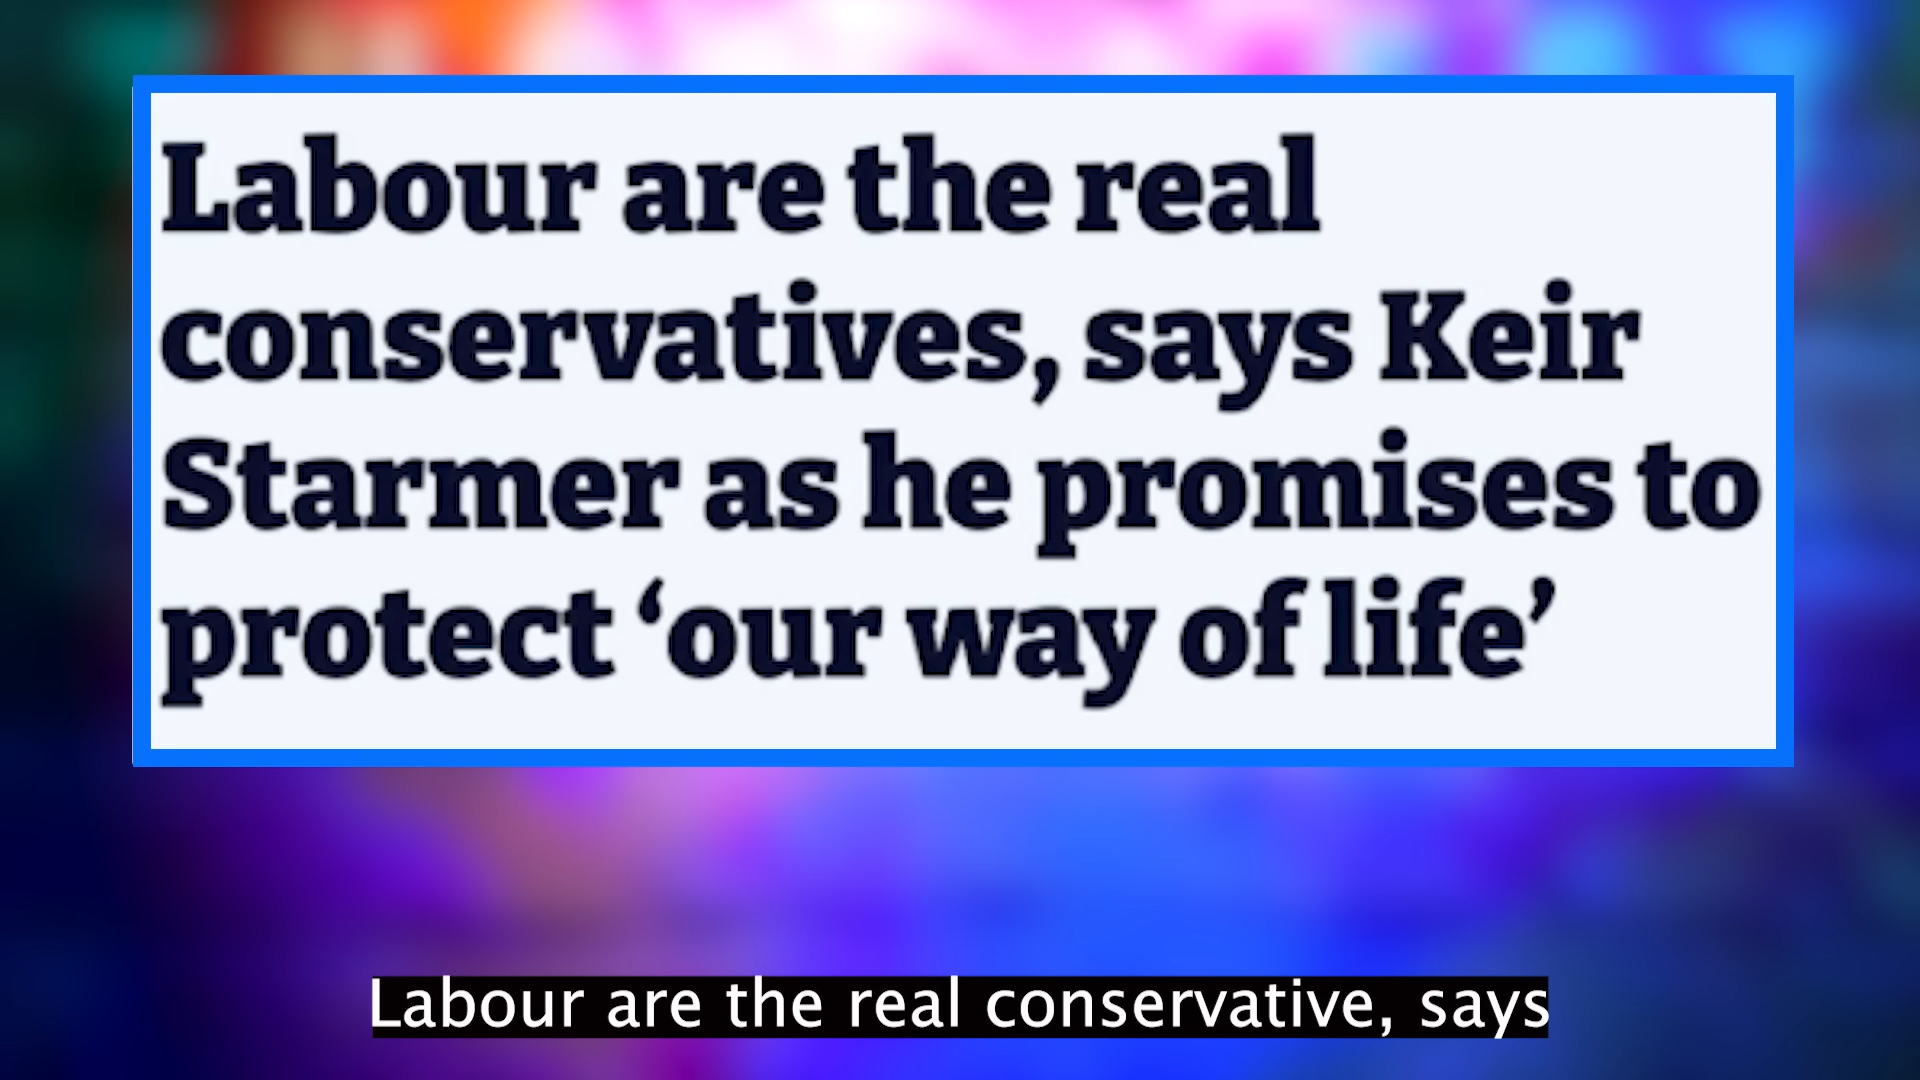 Labour are the real
conservatives, says Keir
Starmer as he promises to
protect ‘our way of life’
Labour are the real conservative, says